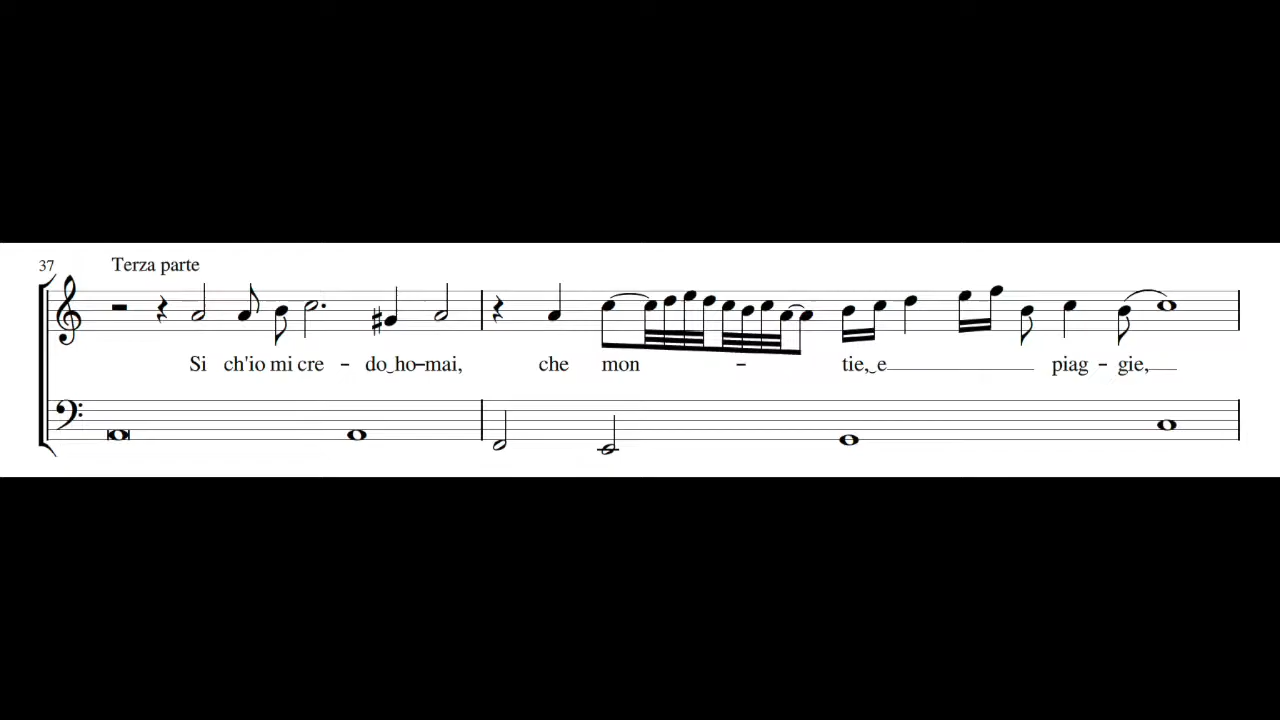 37
Terza parte
Si ch'io mi cre - do‿ho-mai, che mon - tie,‿e piag - gie,